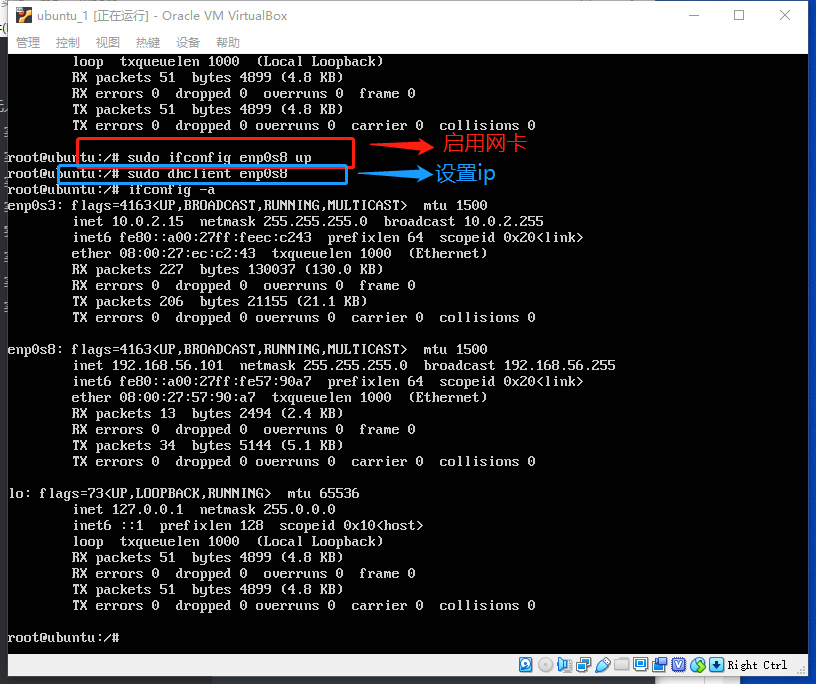 ubuntu_1 [正在运行] - Oracle VM VirtualBox
管理 控制 视图 热键 设备 帮助
loop txqueuelen 1000 (Local Loopback)
RX packets 51 bytes 4899 (4.8 KB)
RX errors 0 dropped 0 overruns 0 frame 0
TX packets 51 bytes 4899 (4.8 KB)
TX errors 0 dropped 0 overruns 0 carrier 0 collisions 0
root@ubuntu:/# sudo ifconfig enp0s8 up 启用网卡
root@ubuntu:/# sudo dhclient enp0s8 设置ip
root@ubuntu:/# ifconfig -a
enp0s3: flags=4163<UP,BROADCAST,RUNNING,MULTICAST> mtu 1500
inet 10.0.2.15 netmask 255.255.255.0 broadcast 10.0.2.255
inet6 fe80::a00:27ff:feec:c243 prefixlen 64 scopeid 0x20<link>
ether 08:00:27:ec:c2:43 txqueuelen 1000 (Ethernet)
RX packets 227 bytes 130037 (130.0 KB)
RX errors 0 dropped 0 overruns 0 frame 0
TX packets 206 bytes 21155 (21.1 KB)
TX errors 0 dropped 0 overruns 0 carrier 0 collisions 0
enp0s8: flags=4163<UP,BROADCAST,RUNNING,MULTICAST> mtu 1500
inet 192.168.56.101 netmask 255.255.255.0 broadcast 192.168.56.255
inet6 fe80::a00:27ff:fe57:90a7 prefixlen 64 scopeid 0x20<link>
ether 08:00:27:57:90:a7 txqueuelen 1000 (Ethernet)
RX packets 13 bytes 2494 (2.4 KB)
RX errors 0 dropped 0 overruns 0 frame 0
TX packets 34 bytes 5144 (5.1 KB)
TX errors 0 dropped 0 overruns 0 carrier 0 collisions 0
lo: flags=73<UP,LOOPBACK,RUNNING> mtu 65536
inet 127.0.0.1 netmask 255.0.0.0
inet6 ::1 prefixlen 128 scopeid 0x10<host>
loop txqueuelen 1000 (Local Loopback)
RX packets 51 bytes 4899 (4.8 KB)
RX errors 0 dropped 0 overruns 0 frame 0
TX packets 51 bytes 4899 (4.8 KB)
TX errors 0 dropped 0 overruns 0 carrier 0 collisions 0
root@ubuntu:/#
Right Ctrl